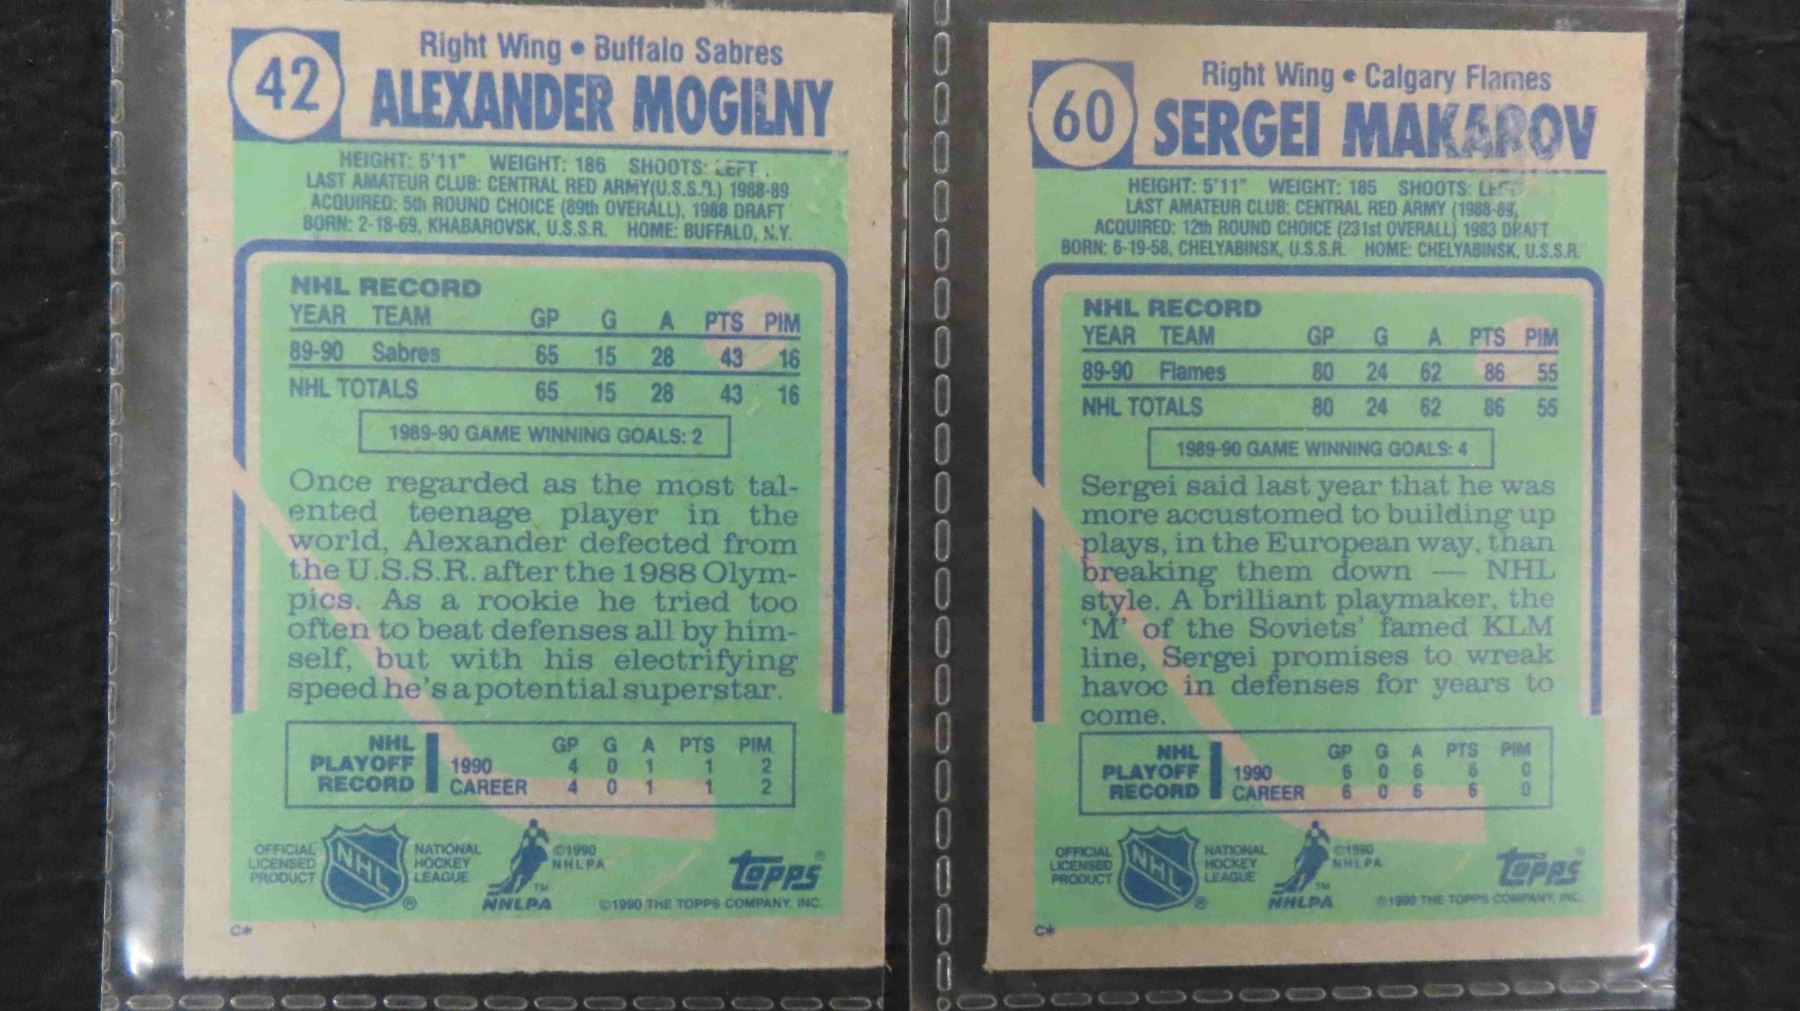 42
Right Wing • Buffalo Sabres
ALEXANDER MOGILNY
HEIGHT: 5'11" WEIGHT: 186 SHOOTS: LEFT
LAST AMATEUR CLUB: CENTRAL RED ARMY(U.S.S.R.) 1988-89
ACQUIRED: 5th ROUND CHOICE (89th OVERALL), 1988 DRAFT
BORN: 2-18-69, KHABAROVSK, U.S.S.R. HOME: BUFFALO, N.Y.
NHL RECORD
YEAR TEAM GP G A PTS PIM
89-90 Sabres 65 15 28 43 16
NHL TOTALS 65 15 28 43 16
1989-90 GAME WINNING GOALS: 2
Once regarded as the most tal-
ented teenage player in the
world, Alexander defected from
the U.S.S.R. after the 1988 Olym-
pics. As a rookie he tried too
often to beat defenses all by him-
self, but with his electrifying
speed he's a potential superstar.
NHL PLAYOFF RECORD
GP G A PTS PIM
1990 4 0 1 1 2
CAREER 4 0 1 1 2
OFFICIAL LICENSED PRODUCT
NHL
®
NATIONAL HOCKEY LEAGUE
TM
NHLPA
©1990 NHLPA
topps®
©1990 THE TOPPS COMPANY, INC.
C*
60
Right Wing • Calgary Flames
SERGEI MAKAROV
HEIGHT: 5'11" WEIGHT: 185 SHOOTS: LEFT
LAST AMATEUR CLUB: CENTRAL RED ARMY (1988-89,
ACQUIRED: 12th ROUND CHOICE (231st OVERALL) 1983 DRAFT
BORN: 6-19-58, CHELYABINSK, U.S.S.R. HOME: CHELYABINSK, U.S.S.R.
NHL RECORD
YEAR TEAM GP G A PTS PIM
89-90 Flames 80 24 62 86 55
NHL TOTALS 80 24 62 86 55
1989-90 GAME WINNING GOALS: 4
Sergei said last year that he was
more accustomed to building up
plays, in the European way, than
breaking them down — NHL
style. A brilliant playmaker, the
'M' of the Soviets' famed KLM
line, Sergei promises to wreak
havoc in defenses for years to
come.
NHL PLAYOFF RECORD
GP G A PTS PIM
1990 6 0 6 6 0
CAREER 6 0 6 6 0
OFFICIAL LICENSED PRODUCT
NHL
®
NATIONAL HOCKEY LEAGUE
TM
NHLPA
©1990 NHLPA
topps®
©1990 THE TOPPS COMPANY, INC.
C*